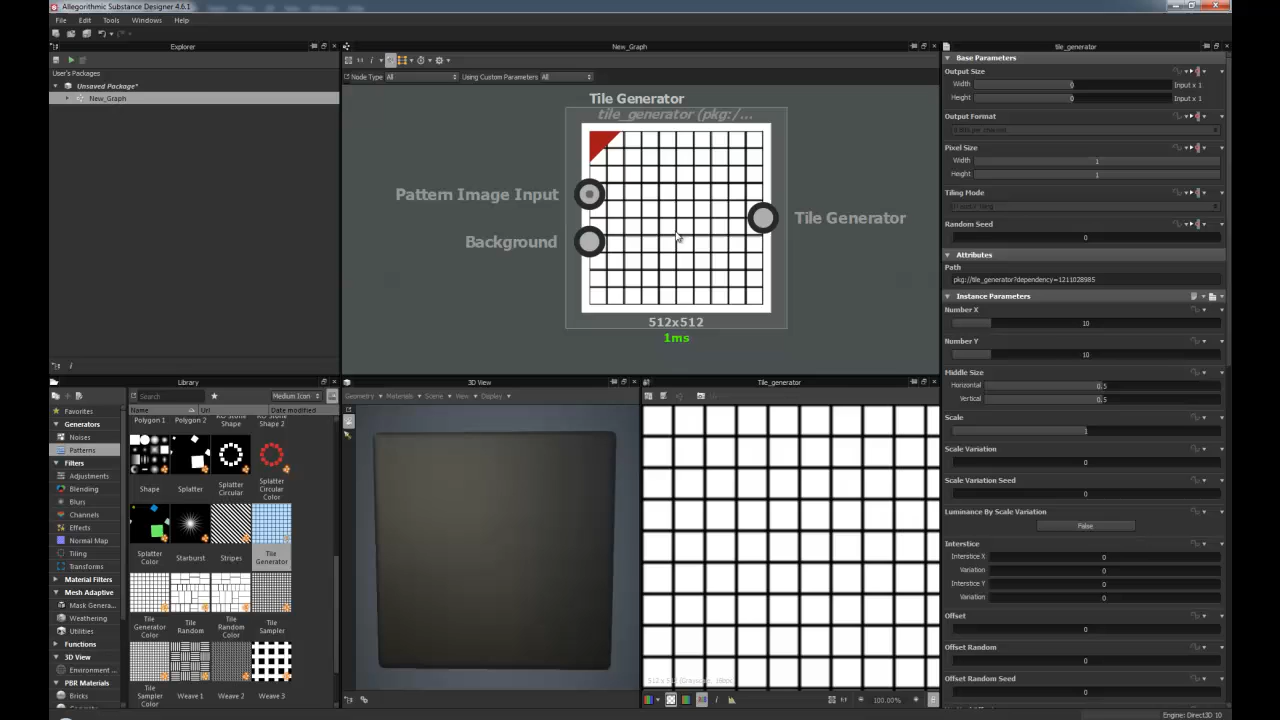 Allegorithmic Substance Designer 4.6.1
File Edit Tools Windows Help
Explorer
User's Packages
Unsaved Package*
New_Graph
New_Graph
Node Type All Using Custom Parameters All
Tile Generator
tile_generator (pkg:/...
Pattern Image Input
Background
Tile Generator
512x512
1ms
Library
Search
Medium Icon
Name Url Date modified
Favorites
Generators
Noises
Patterns
Filters
Adjustments
Blending
Blurs
Channels
Effects
Normal Map
Tiling
Transforms
Material Filters
Mesh Adaptive
Mask Genera...
Weathering
Utilities
Functions
3D View
Environment ...
PBR Materials
Bricks
Polygon 1
Polygon 2
Shape
Shape 2
Shape
Splatter
Splatter Circular
Splatter Circular Color
Splatter Color
Starburst
Stripes
Tile Generator
Tile Generator Color
Tile Random
Tile Random Color
Tile Sampler
Tile Sampler Color
Weave 1
Weave 2
Weave 3
3D View
Geometry Materials Scene View Display
Tile_generator
100.00%
tile_generator
Base Parameters
Output Size
Width 0 Input x 1
Height 0 Input x 1
Output Format
Pixel Size
Width 1
Height 1
Tiling Mode
Random Seed
0
Attributes
Path
pkg://tile_generator?dependency=1211028985
Instance Parameters
Number X
10
Number Y
10
Middle Size
Horizontal 0.5
Vertical 0.5
Scale
1
Scale Variation
0
Scale Variation Seed
0
Luminance By Scale Variation
False
Interstice
Interstice X 0
Variation 0
Interstice Y 0
Variation 0
Offset
0
Offset Random
0
Offset Random Seed
0
Engine: Direct3D 10